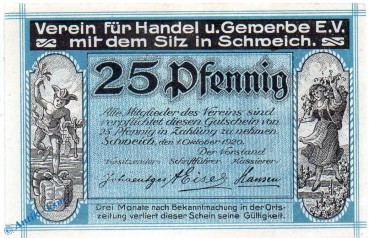 Verein für Handel u. Gewerbe E.V.
mit dem Sitz in Schweich.
25 Pfennig
Alle Mitglieder des Vereins sind
verpflichtet diesen Gutschein von
25 Pfennig in Zahlung zu nehmen.
Schweich, den 1. Oktober 1920.
Der Vorstand
Vorsitzender Schriftführer Kassierer
Drei Monate nach Bekanntmachung in der Orts-
zeitung verliert dieser Schein seine Gültigkeit.